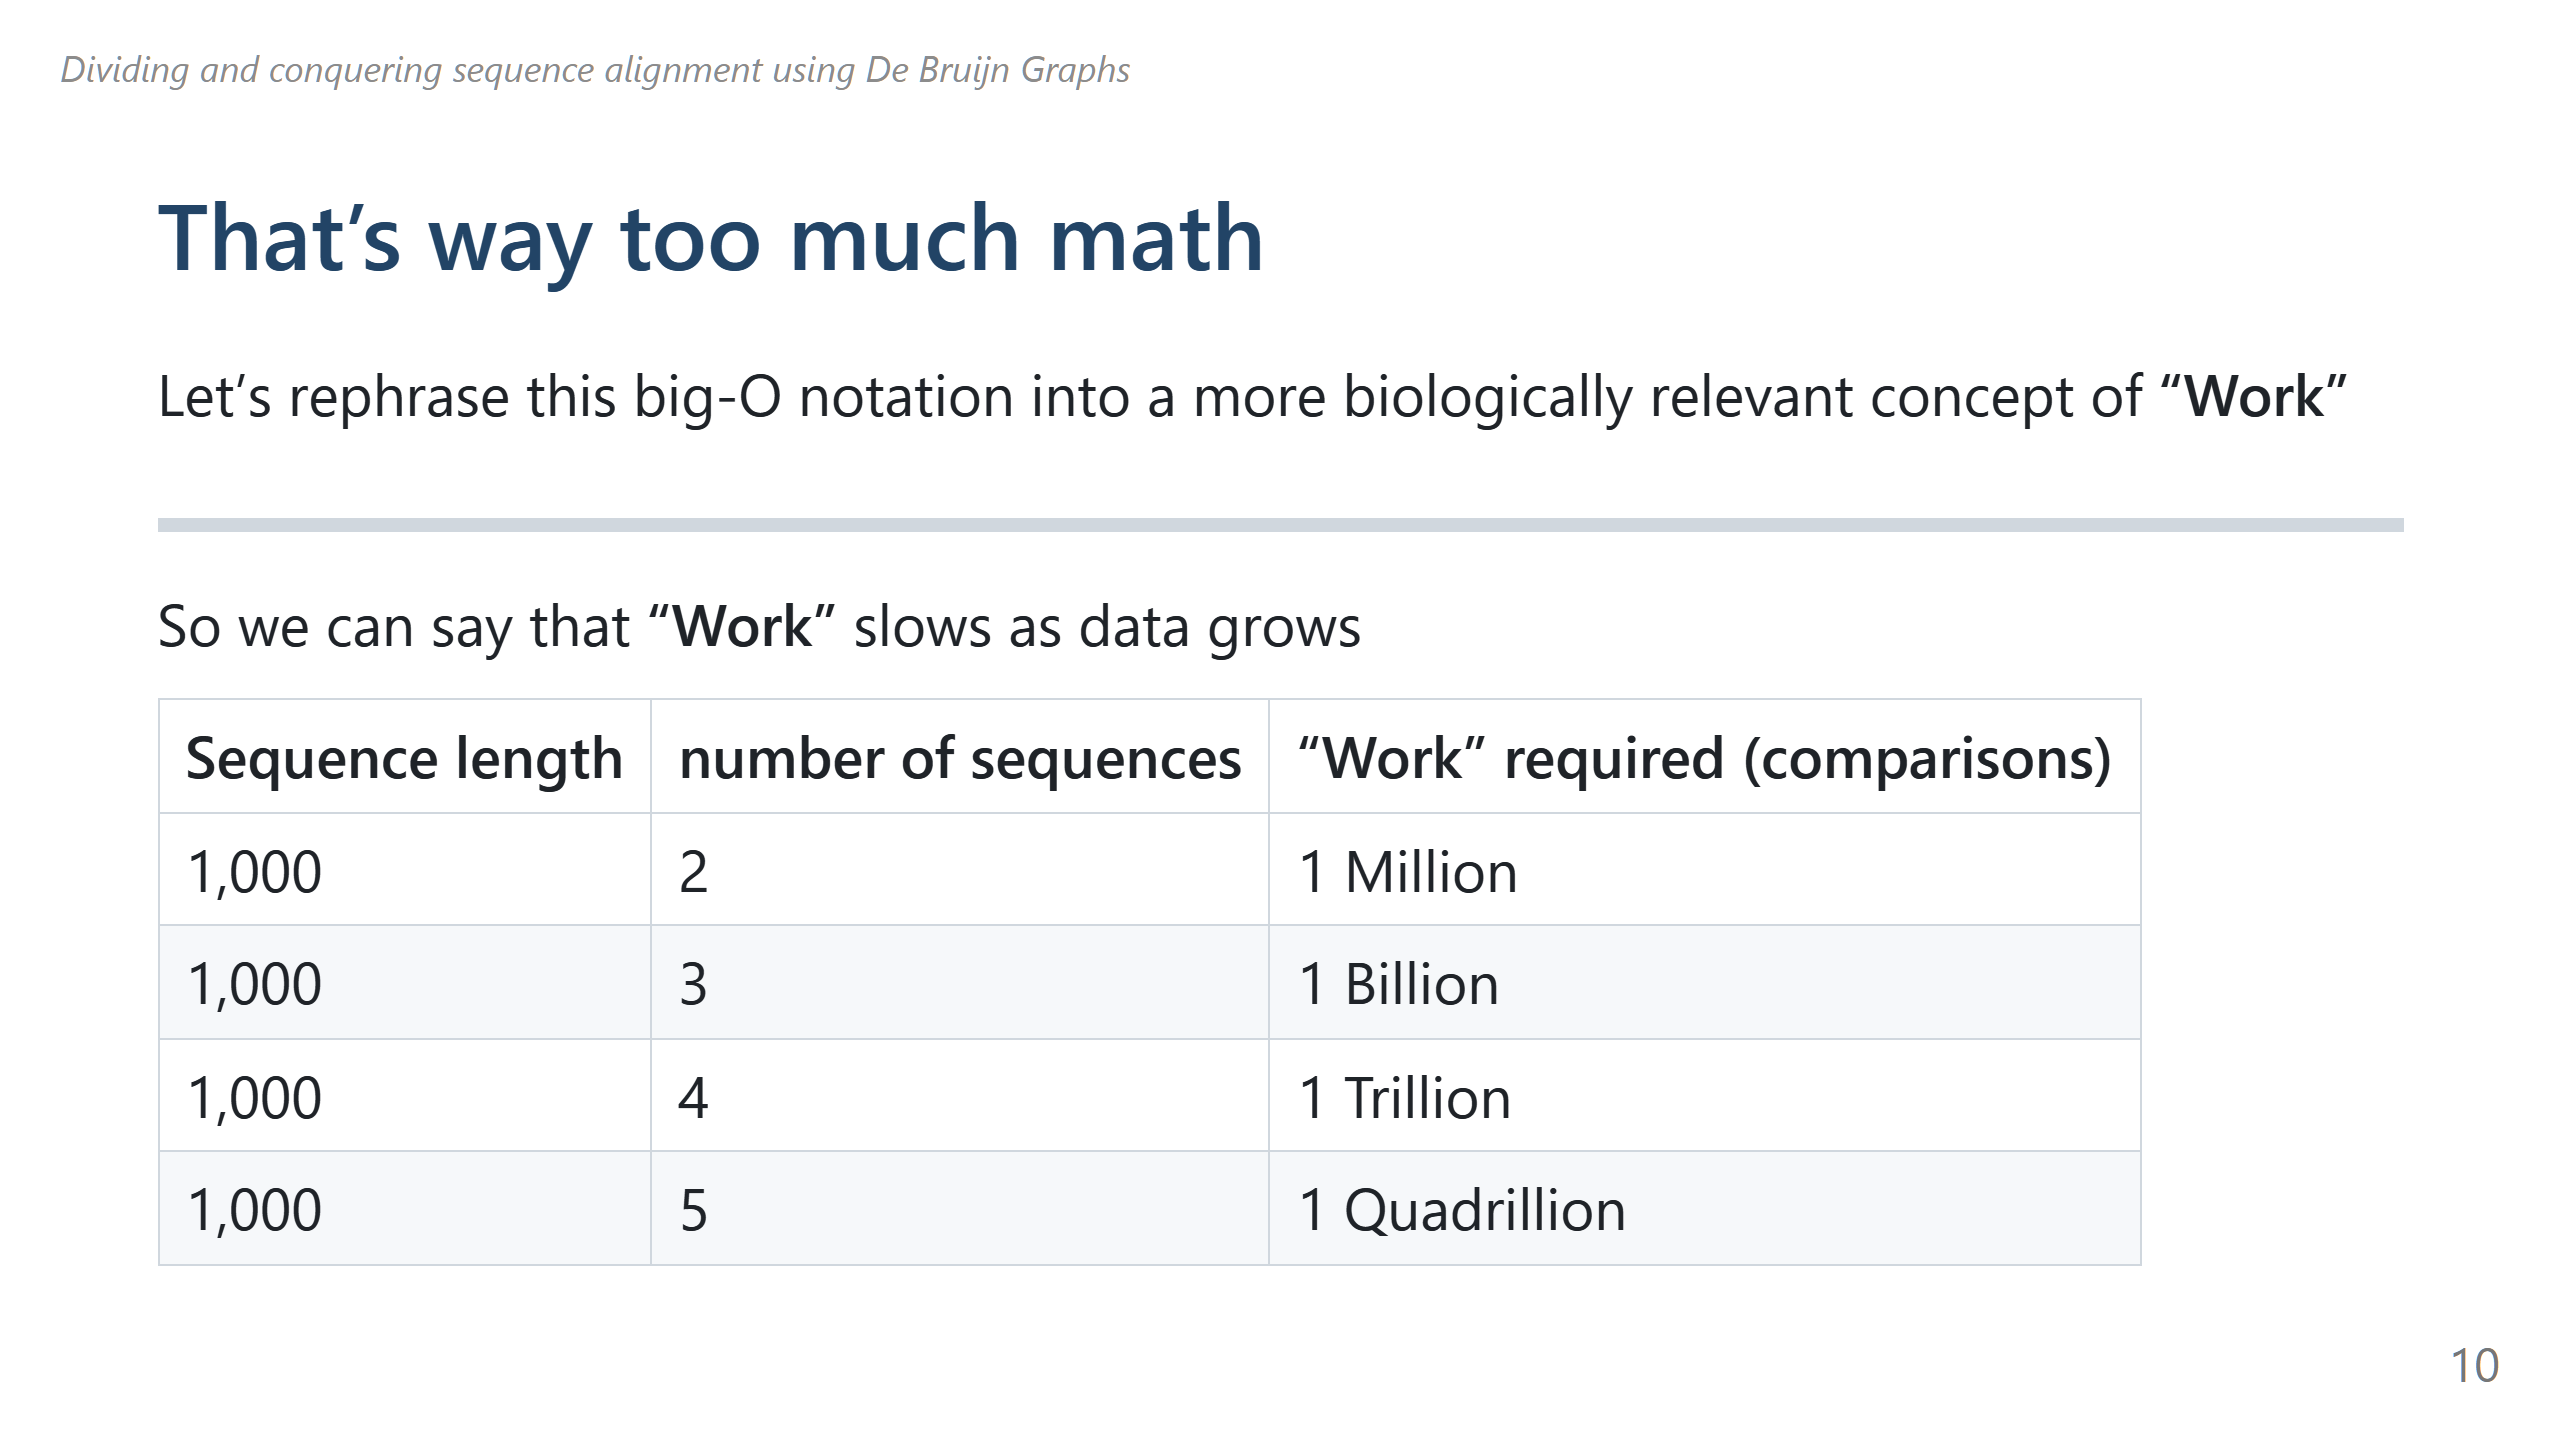 Dividing and conquering sequence alignment using De Bruijn Graphs
That’s way too much math
Let’s rephrase this big-O notation into a more biologically relevant concept of “Work”
So we can say that “Work” slows as data grows
Sequence length number of sequences “Work” required (comparisons)
1,000 2 1 Million
1,000 3 1 Billion
1,000 4 1 Trillion
1,000 5 1 Quadrillion
10